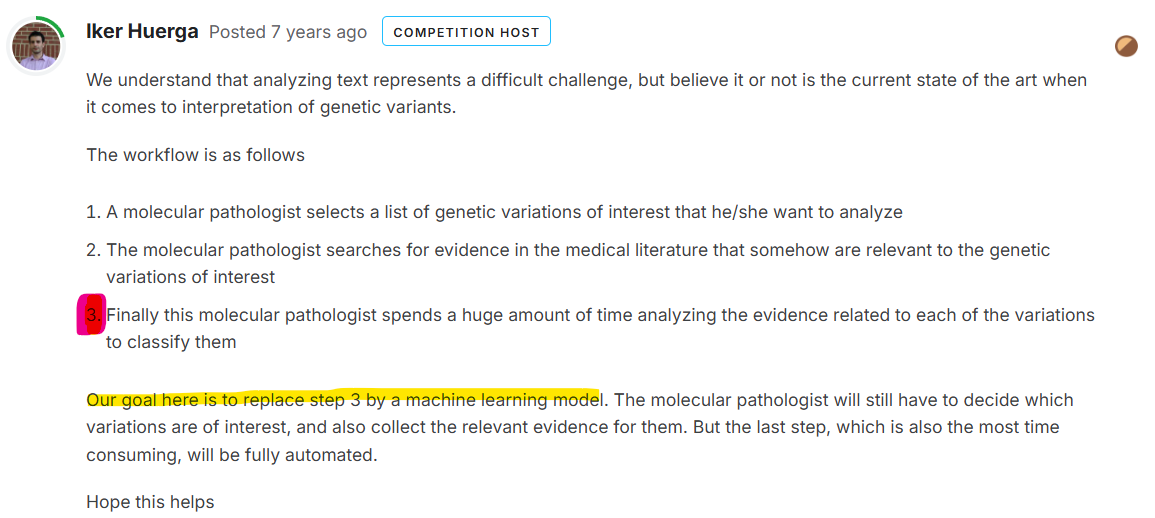 Iker Huerga Posted 7 years ago COMPETITION HOST
We understand that analyzing text represents a difficult challenge, but believe it or not is the current state of the art when
it comes to interpretation of genetic variants.
The workflow is as follows
1. A molecular pathologist selects a list of genetic variations of interest that he/she want to analyze
2. The molecular pathologist searches for evidence in the medical literature that somehow are relevant to the genetic
variations of interest
3. Finally this molecular pathologist spends a huge amount of time analyzing the evidence related to each of the variations
to classify them
Our goal here is to replace step 3 by a machine learning model. The molecular pathologist will still have to decide which
variations are of interest, and also collect the relevant evidence for them. But the last step, which is also the most time
consuming, will be fully automated.
Hope this helps